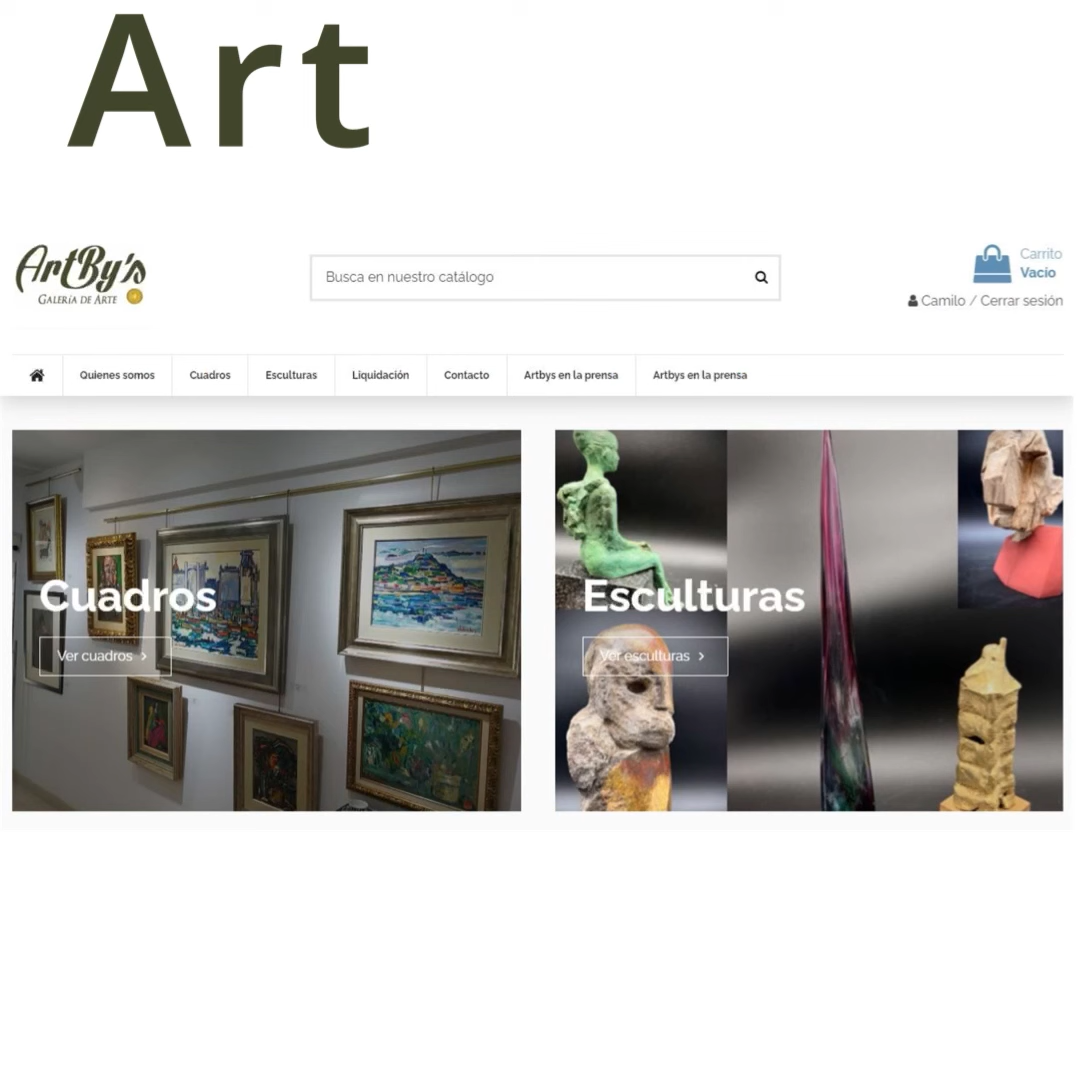 Art
ArtBy's
GALERÍA DE ARTE
Busca en nuestro catálogo
Carrito
Vacío
Camilo / Cerrar sesión
Quienes somos Cuadros Esculturas Liquidación Contacto Artbys en la prensa Artbys en la prensa
Cuadros
Ver cuadros
Esculturas
Ver esculturas